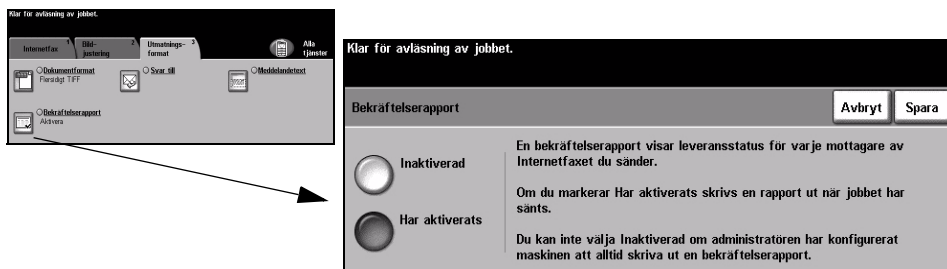 Klar för avläsning av jobbet.
Internetfax 1
Bild- 2
justering
Utmatnings- 3
format
Alla
tjänster
Dokumentformat
Flersidigt TIFF
Svar till
Meddelandetext
Bekräftelserapport
Aktivera
Klar för avläsning av jobbet.
Bekräftelserapport
Avbryt
Spara
Inaktiverad
Har aktiverats
En bekräftelserapport visar leveransstatus för varje mottagare av
Internetfaxet du sänder.
Om du markerar Har aktiverats skrivs en rapport ut när jobbet har
sänts.
Du kan inte välja Inaktiverad om administratören har konfigurerat
maskinen att alltid skriva ut en bekräftelserapport.